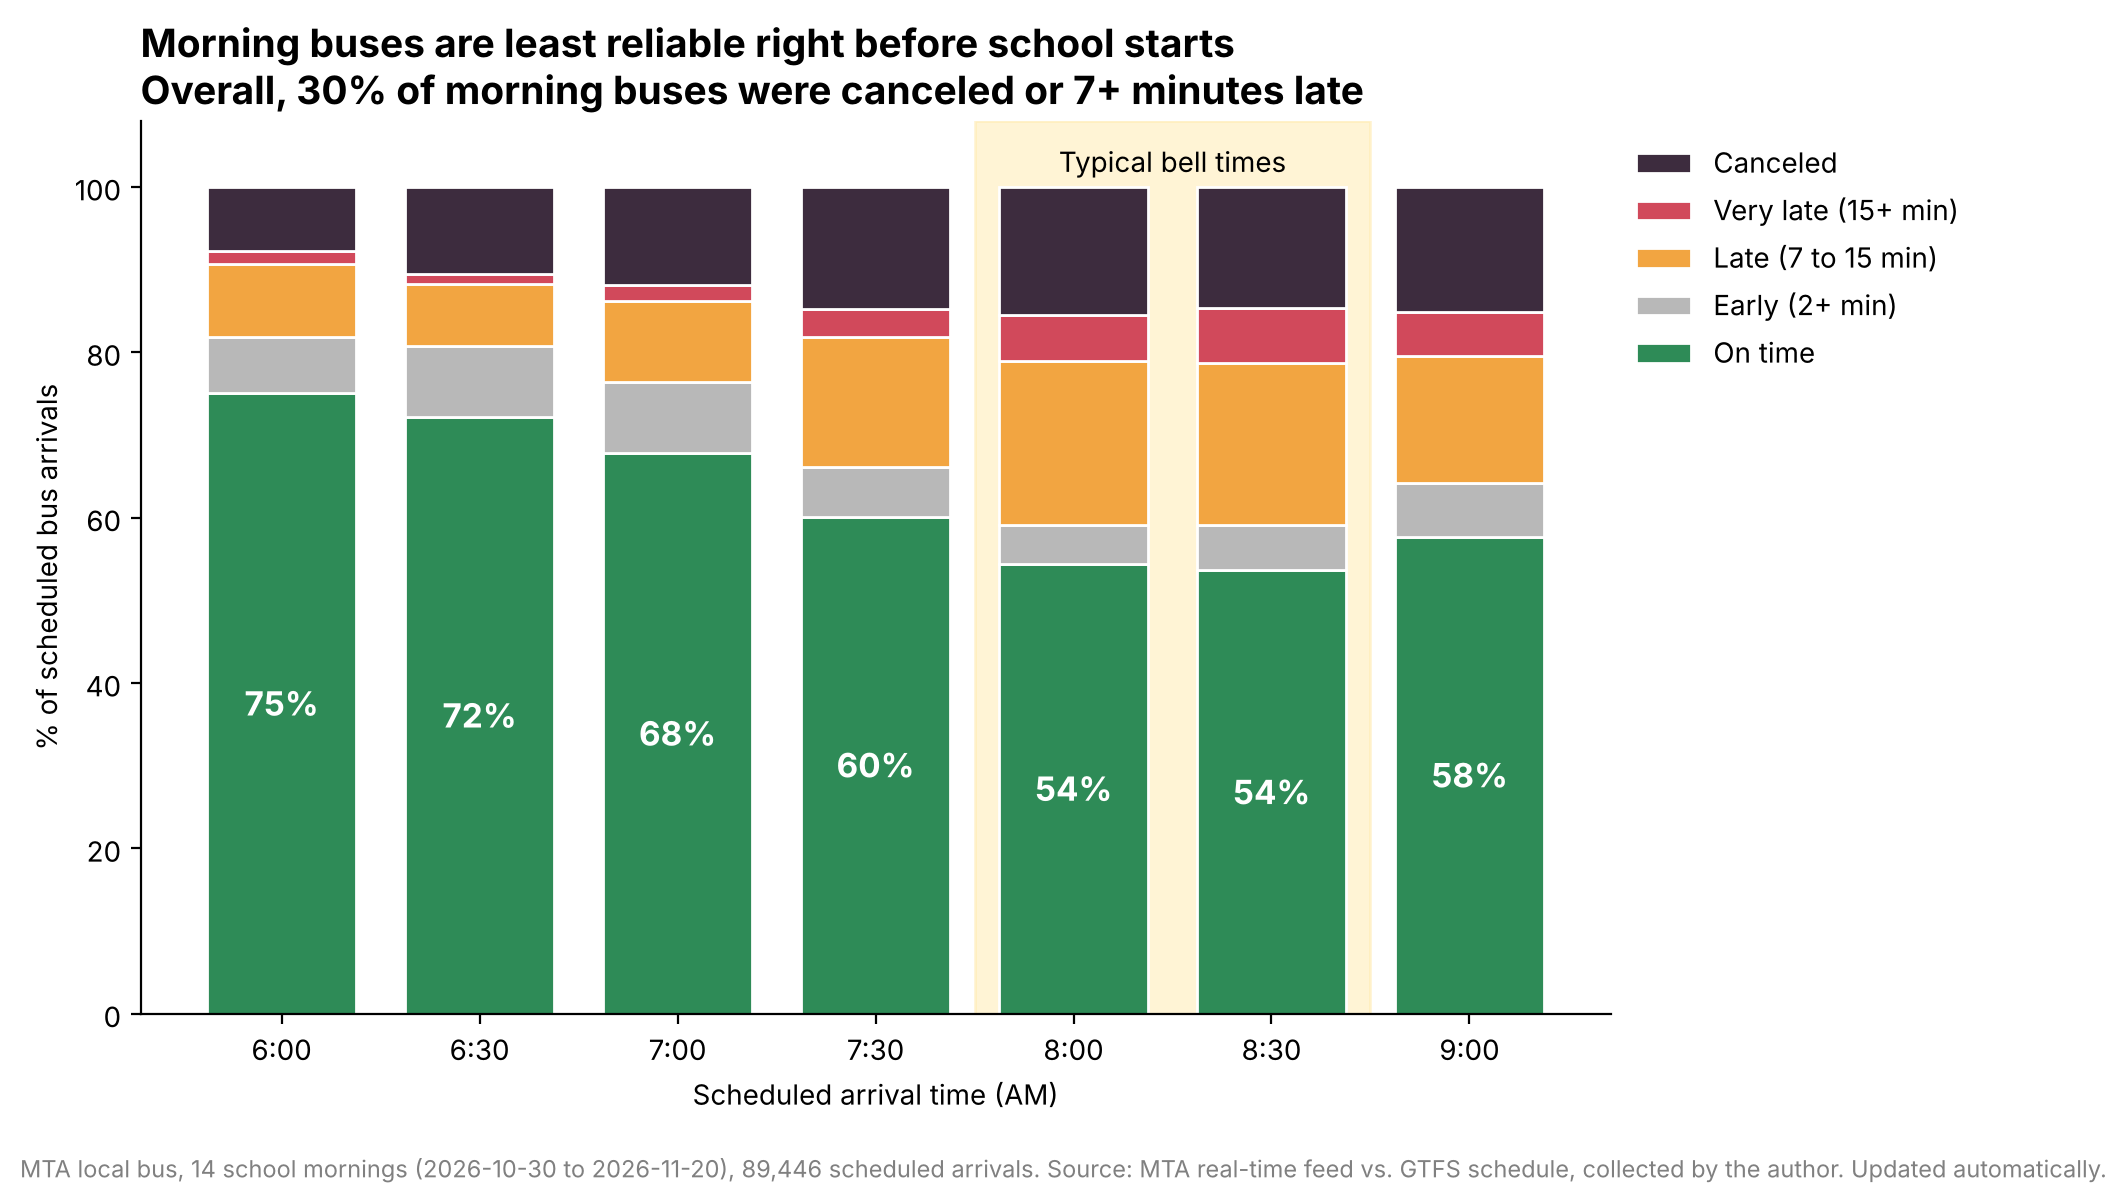 Morning buses are least reliable right before school starts
Overall, 30% of morning buses were canceled or 7+ minutes late
Typical bell times
Canceled
Very late (15+ min)
Late (7 to 15 min)
Early (2+ min)
On time
% of scheduled bus arrivals
100
80
60
40
20
0
75%
72%
68%
60%
54%
54%
58%
6:00
6:30
7:00
7:30
8:00
8:30
9:00
Scheduled arrival time (AM)
MTA local bus, 14 school mornings (2026-10-30 to 2026-11-20), 89,446 scheduled arrivals. Source: MTA real-time feed vs. GTFS schedule, collected by the author. Updated automatically.